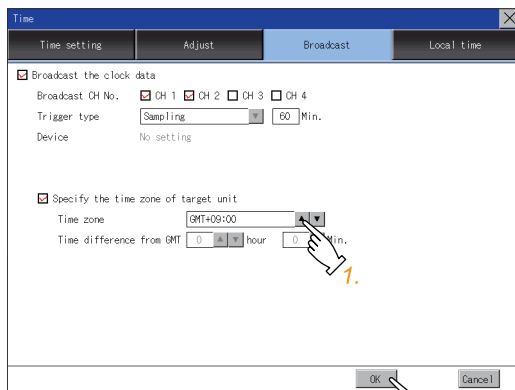 Time
Time setting Adjust Broadcast Local time
Broadcast the clock data
Broadcast CH No. CH 1 CH 2 CH 3 CH 4
Trigger type Sampling 60 Min.
Device No setting
Specify the time zone of target unit
Time zone GMT+09:00
Time difference from GMT 0 hour 0 Min.
1.
OK Cancel